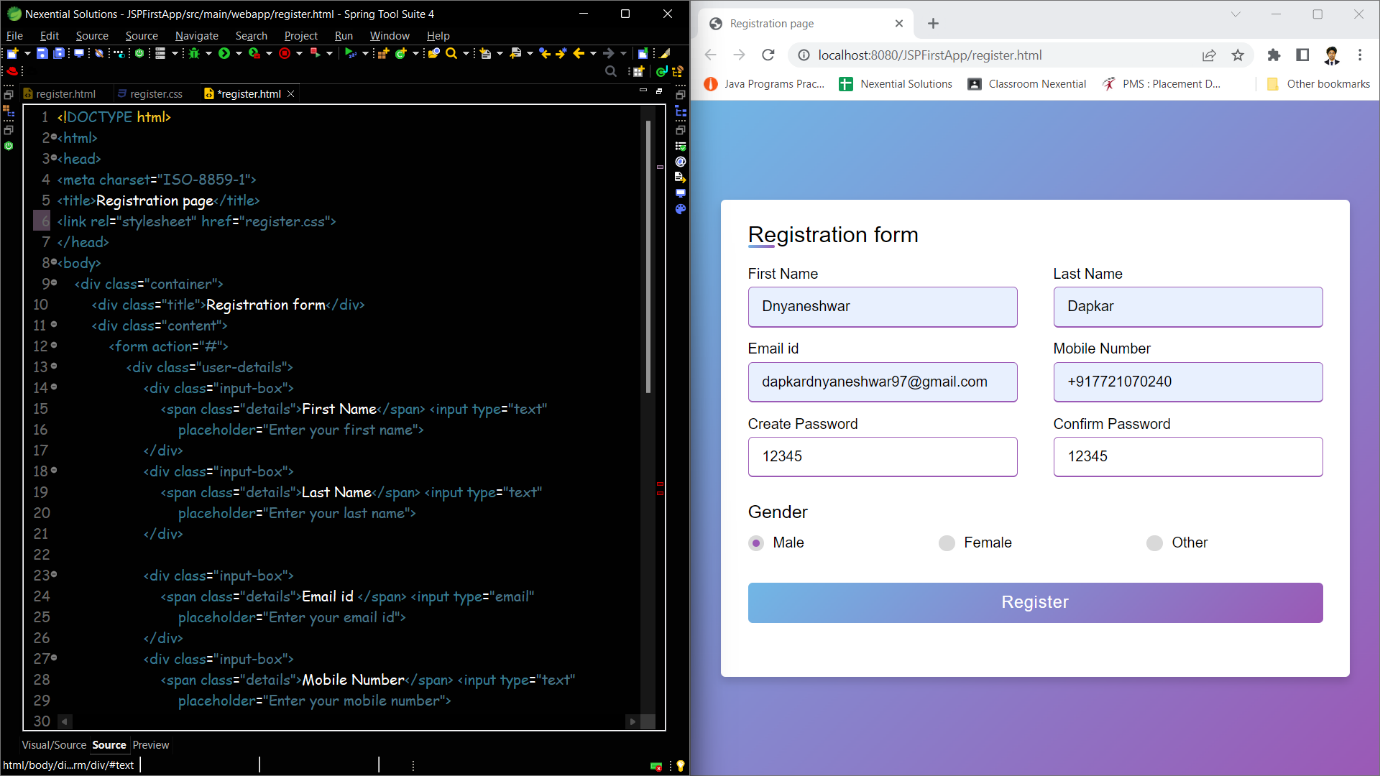 Nexential Solutions - JSPFirstApp/src/main/webapp/register.html - Spring Tool Suite 4
File Edit Source Source Navigate Search Project Run Window Help
register.html register.css *register.html
1 <!DOCTYPE html>
2 <html>
3 <head>
4 <meta charset="ISO-8859-1">
5 <title>Registration page</title>
6 <link rel="stylesheet" href="register.css">
7 </head>
8 <body>
9 <div class="container">
10 <div class="title">Registration form</div>
11 <div class="content">
12 <form action="#">
13 <div class="user-details">
14 <div class="input-box">
15 <span class="details">First Name</span> <input type="text"
16 placeholder="Enter your first name">
17 </div>
18 <div class="input-box">
19 <span class="details">Last Name</span> <input type="text"
20 placeholder="Enter your last name">
21 </div>
22
23 <div class="input-box">
24 <span class="details">Email id </span> <input type="email"
25 placeholder="Enter your email id">
26 </div>
27 <div class="input-box">
28 <span class="details">Mobile Number</span> <input type="text"
29 placeholder="Enter your mobile number">
30
Visual/Source Source Preview
html/body/di...rm/div/#text
Registration page
localhost:8080/JSPFirstApp/register.html
Java Programs Prac... Nexential Solutions Classroom Nexential PMS : Placement D... Other bookmarks
Registration form
First Name Last Name
Dnyaneshwar Dapkar
Email id Mobile Number
dapkardnyaneshwar97@gmail.com +917721070240
Create Password Confirm Password
12345 12345
Gender
Male Female Other
Register